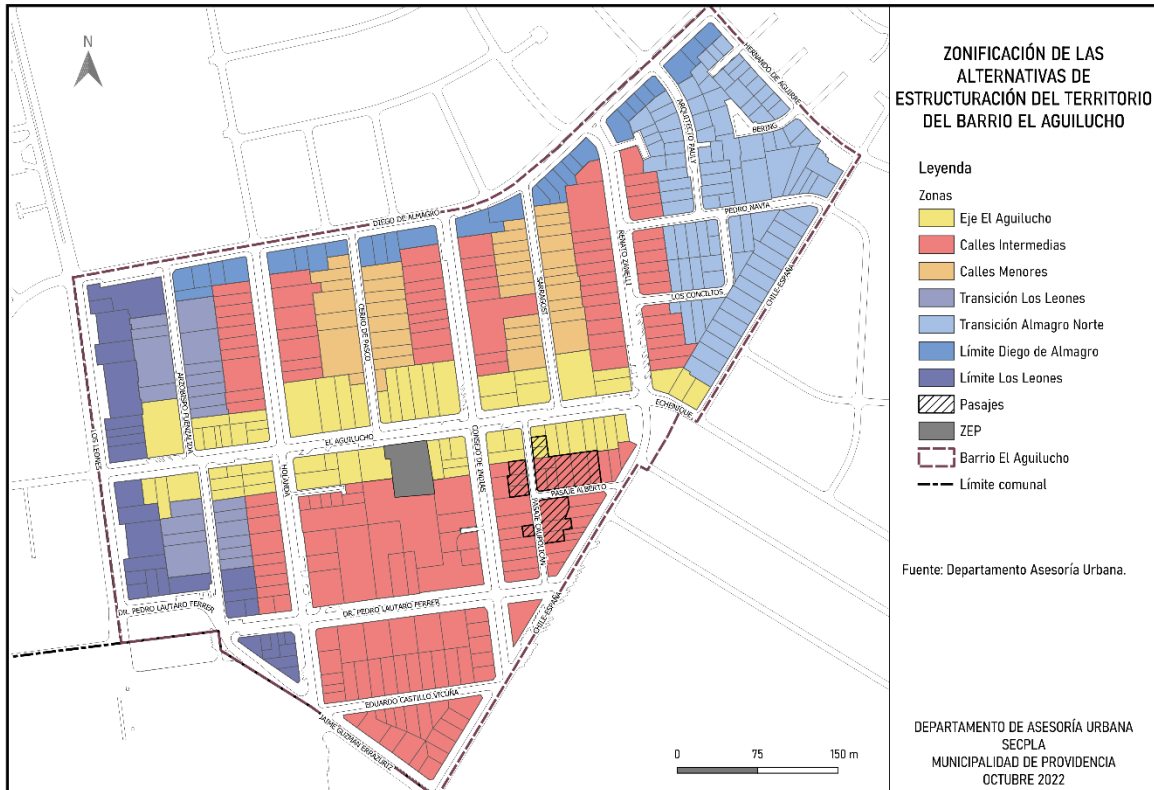 N
HERNANDO DE AGUIRRE
ARQUITECTO PAULY
BERING
DIEGO DE ALMAGRO
PEDRO NAVIA
RENATO ZANELLI
SARRAGOSI
CERRO DE PASCO
LOS CONCILIOS
CHILE-ESPAÑA
ARZOBISPO FUENZALIDA
LOS LEONES
ECHENIQUE
EL AGUILUCHO
HOLANDA
CONSEJO DE INDIAS
PASAJE ALBERTO
PASAJE CAUPOLICÁN
DR. PEDRO LAUTARO FERRER
DR. PEDRO LAUTARO FERRER
CHILE-ESPAÑA
EDUARDO CASTILLO VICUÑA
JAIME GUZMAN ERRAZURIZ
0 75 150 m
ZONIFICACIÓN DE LAS
ALTERNATIVAS DE
ESTRUCTURACIÓN DEL TERRITORIO
DEL BARRIO EL AGUILUCHO
Leyenda
Zonas
Eje El Aguilucho
Calles Intermedias
Calles Menores
Transición Los Leones
Transición Almagro Norte
Límite Diego de Almagro
Límite Los Leones
Pasajes
ZEP
Barrio El Aguilucho
Límite comunal
Fuente: Departamento Asesoría Urbana.
DEPARTAMENTO DE ASESORÍA URBANA
SECPLA
MUNICIPALIDAD DE PROVIDENCIA
OCTUBRE 2022